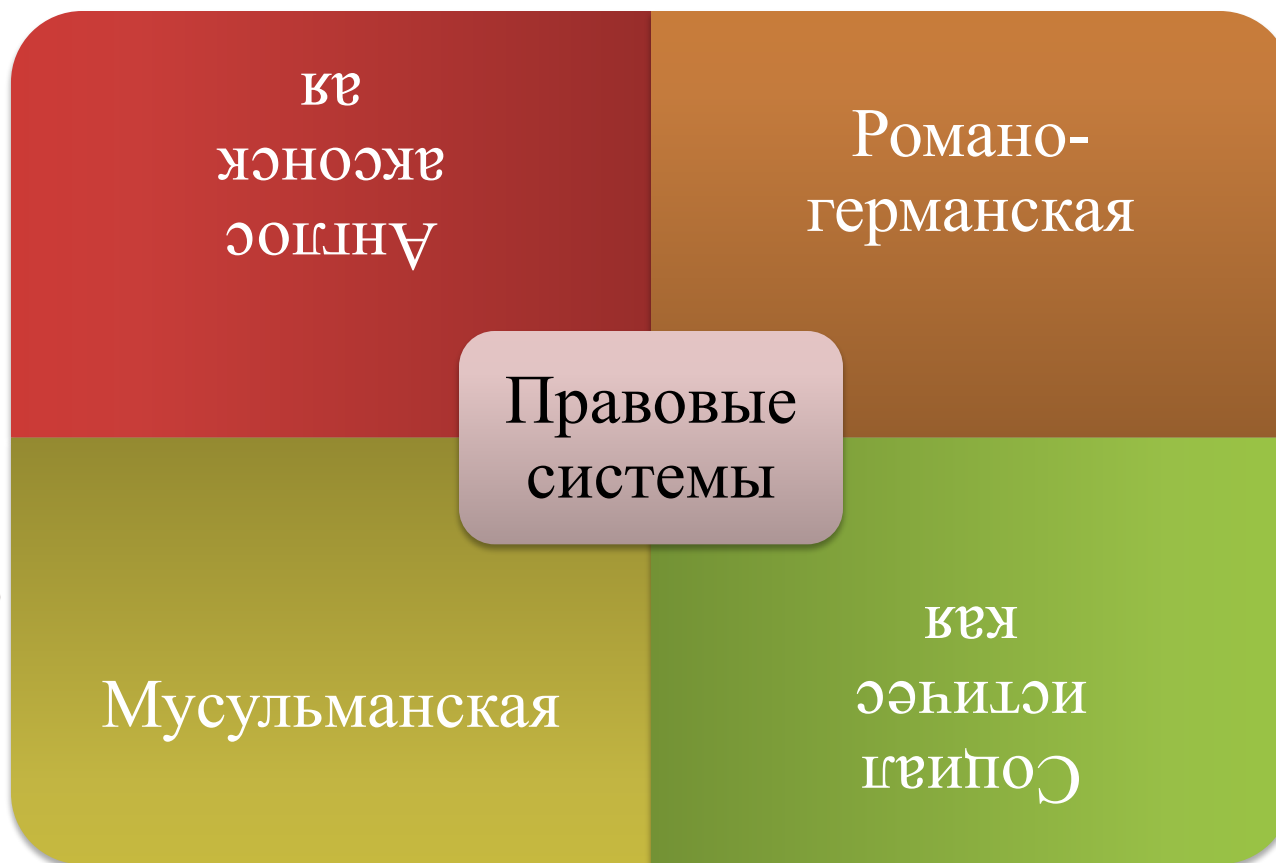 Англос
аксонск
ая
Романо-
германская
Правовые
системы
Мусульманская
Социал
истичес
кая